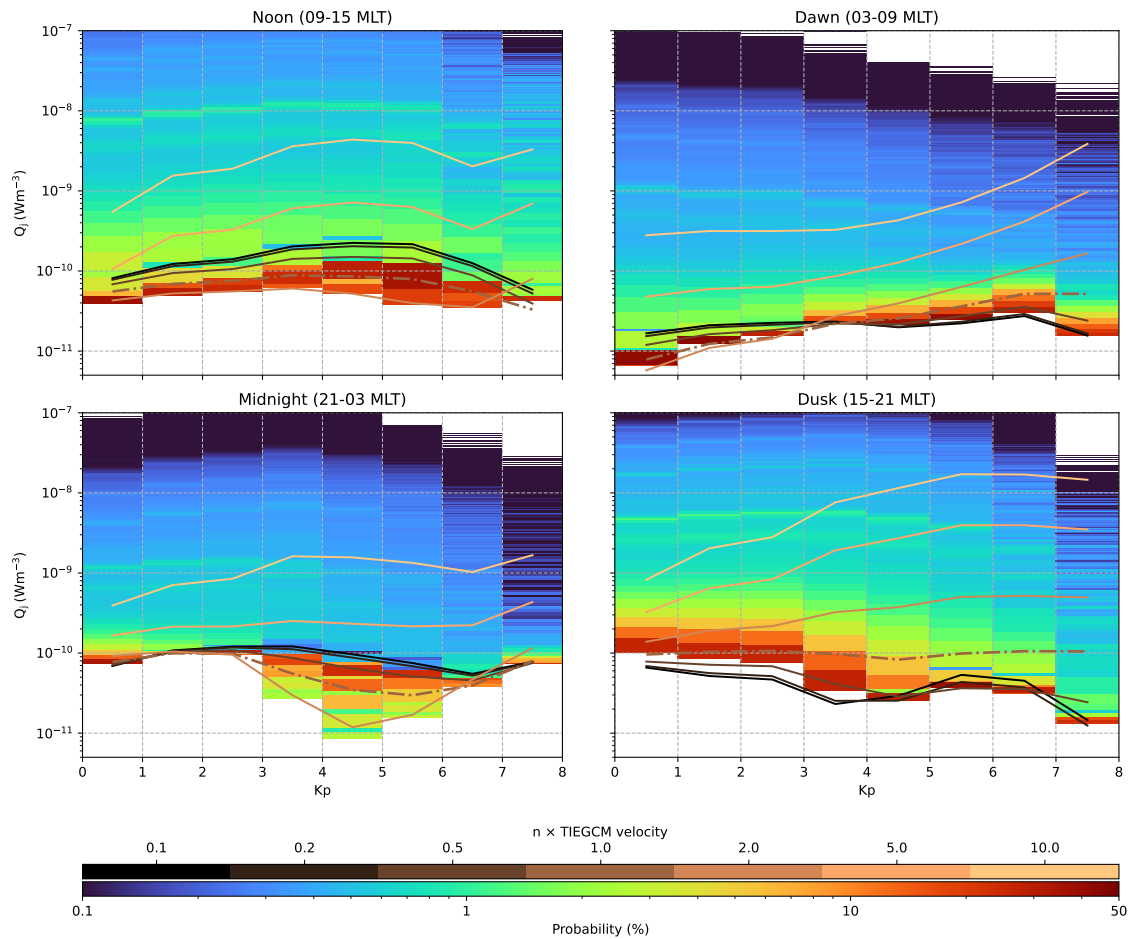 Noon (09-15 MLT)
Dawn (03-09 MLT)
10⁻⁷
10⁻⁸
10⁻⁹
10⁻¹⁰
10⁻¹¹
Qⱼ (Wm⁻³)
Midnight (21-03 MLT)
Dusk (15-21 MLT)
10⁻⁷
10⁻⁸
10⁻⁹
10⁻¹⁰
10⁻¹¹
Qⱼ (Wm⁻³)
0 1 2 3 4 5 6 7 8
Kp
0 1 2 3 4 5 6 7 8
Kp
n × TIEGCM velocity
0.1 0.2 0.5 1.0 2.0 5.0 10.0
0.1 1 10 50
Probability (%)